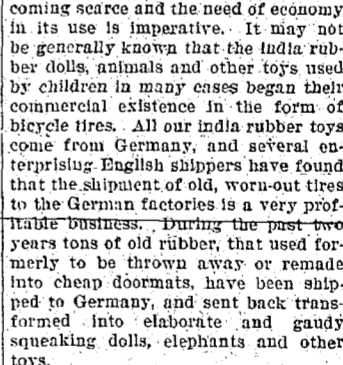 coming scarce and the need of economy
in its use is imperative. It may not
be generally known that the india rub-
ber dolls, animals and other toys used
by children in many cases began their
commercial existence in the form of
bicycle tires. All our india rubber toys
come from Germany, and several en-
terprising English shippers have found
that the shipment of old, worn-out tires
to the German factories is a very prof-
itable business. During the past two
years tons of old rubber, that used for-
merly to be thrown away or remade
into cheap doormats, have been ship-
ped to Germany, and sent back trans-
formed into elaborate and gaudy
squeaking dolls, elephants and other
toys.